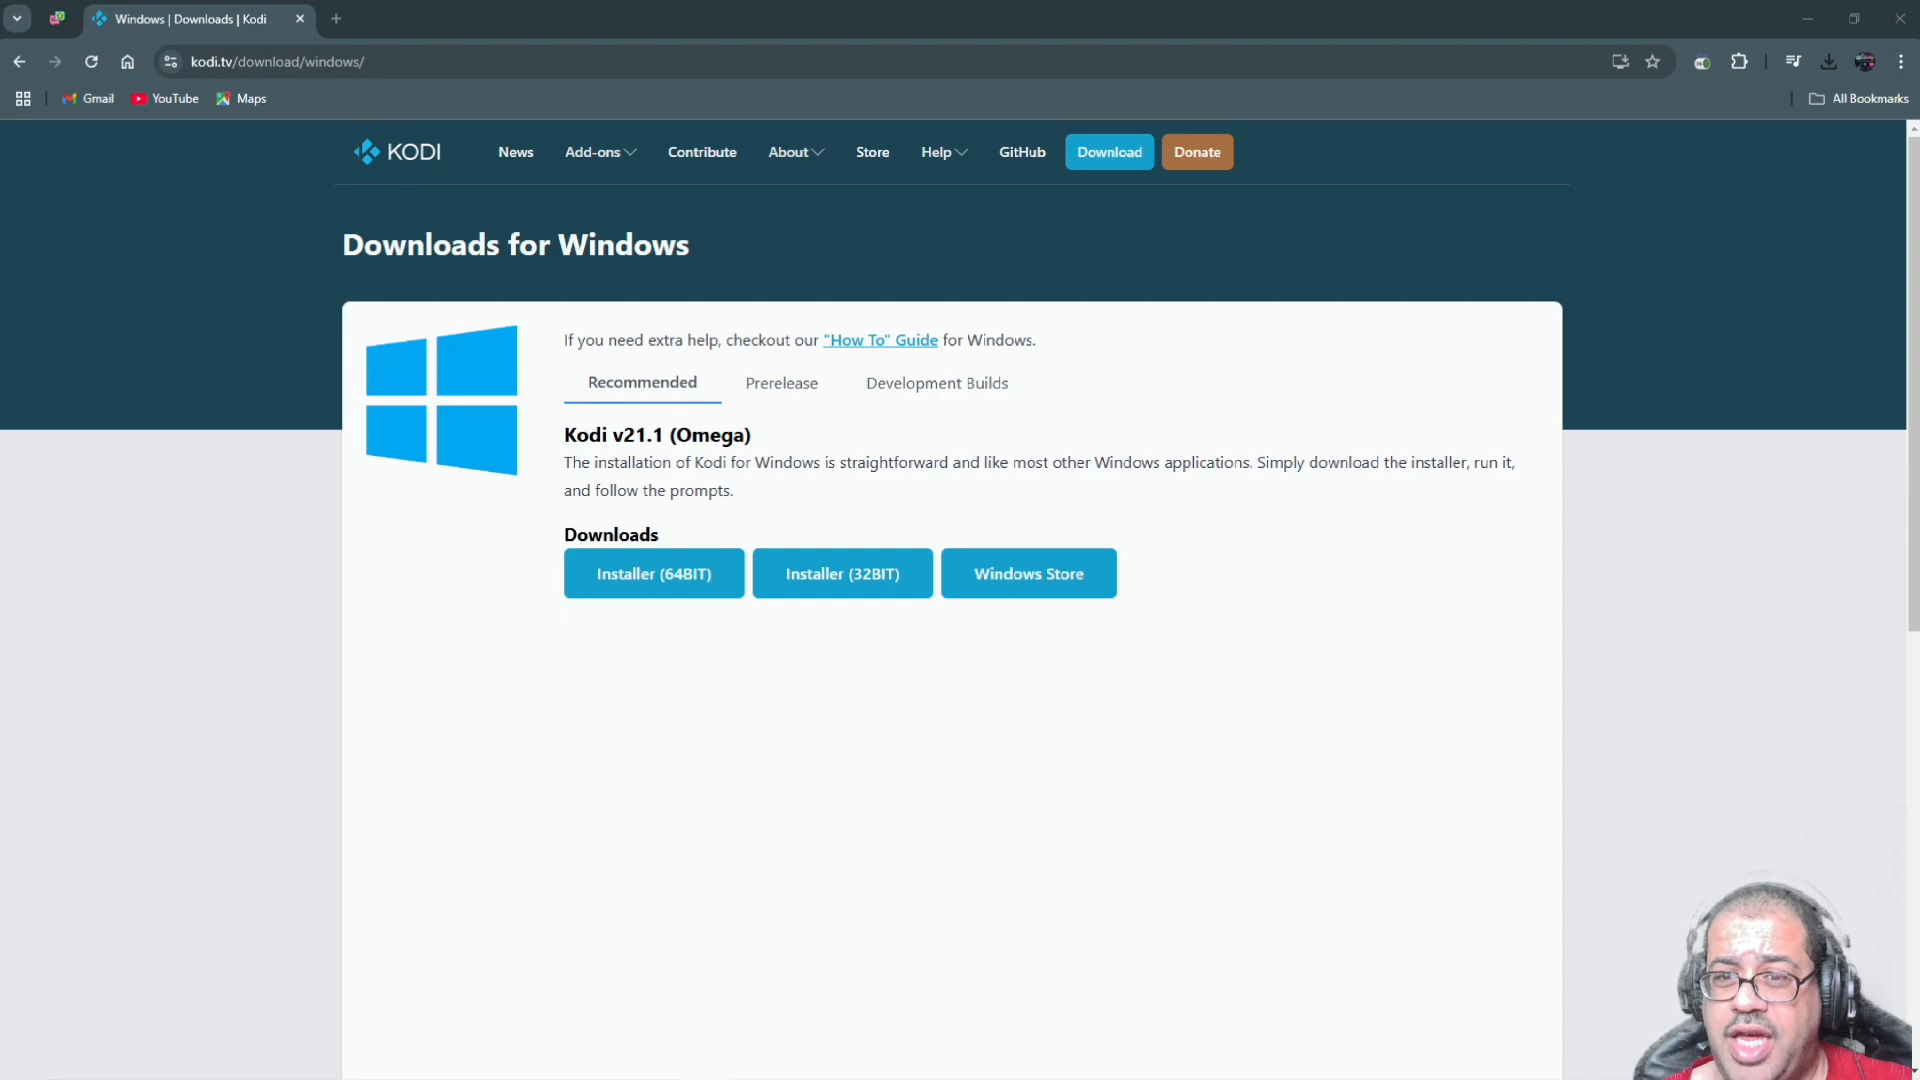 Windows | Downloads | Kodi
kodi.tv/download/windows/
Gmail
YouTube
Maps
All Bookmarks
KODI
News
Add-ons
Contribute
About
Store
Help
GitHub
Download
Donate
Downloads for Windows
If you need extra help, checkout our "How To" Guide for Windows.
Recommended
Prerelease
Development Builds
Kodi v21.1 (Omega)
The installation of Kodi for Windows is straightforward and like most other Windows applications. Simply download the installer, run it,
and follow the prompts.
Downloads
Installer (64BIT)
Installer (32BIT)
Windows Store